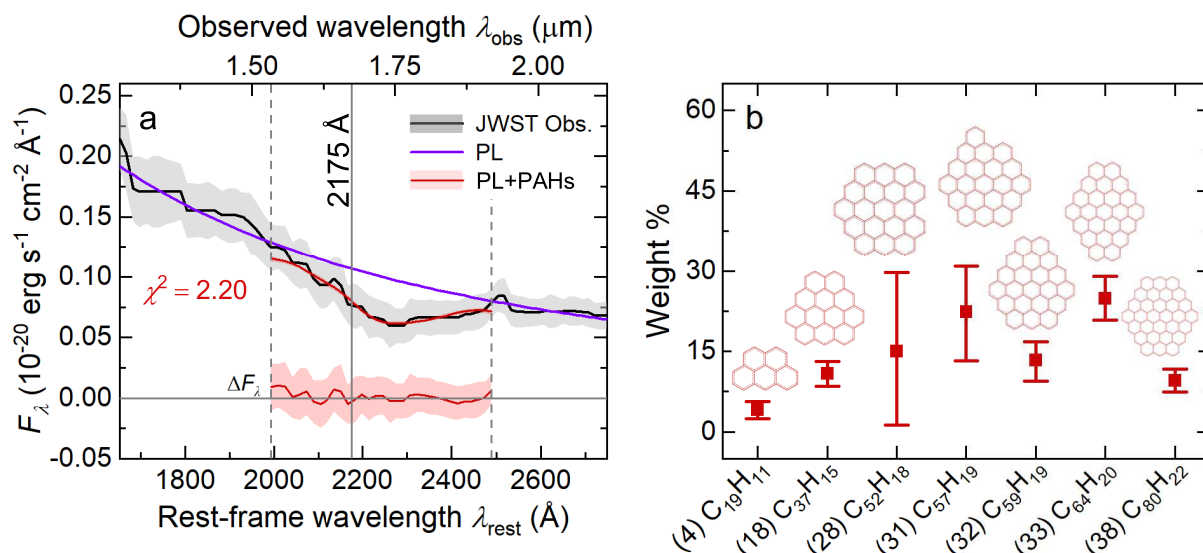 Observed wavelength λobs (μm)
1.50 1.75 2.00
a
JWST Obs.
PL
PL+PAHs
2175 Å
χ² = 2.20
ΔFλ
Fλ (10⁻²⁰ erg s⁻¹ cm⁻² Å⁻¹)
0.25
0.20
0.15
0.10
0.05
0.00
-0.05
1800 2000 2200 2400 2600
Rest-frame wavelength λrest (Å)
b
Weight %
60
45
30
15
0
(4) C₁₉H₁₁
(18) C₃₇H₁₅
(28) C₅₂H₁₈
(31) C₅₇H₁₉
(32) C₅₉H₁₉
(33) C₆₄H₂₀
(38) C₈₀H₂₂